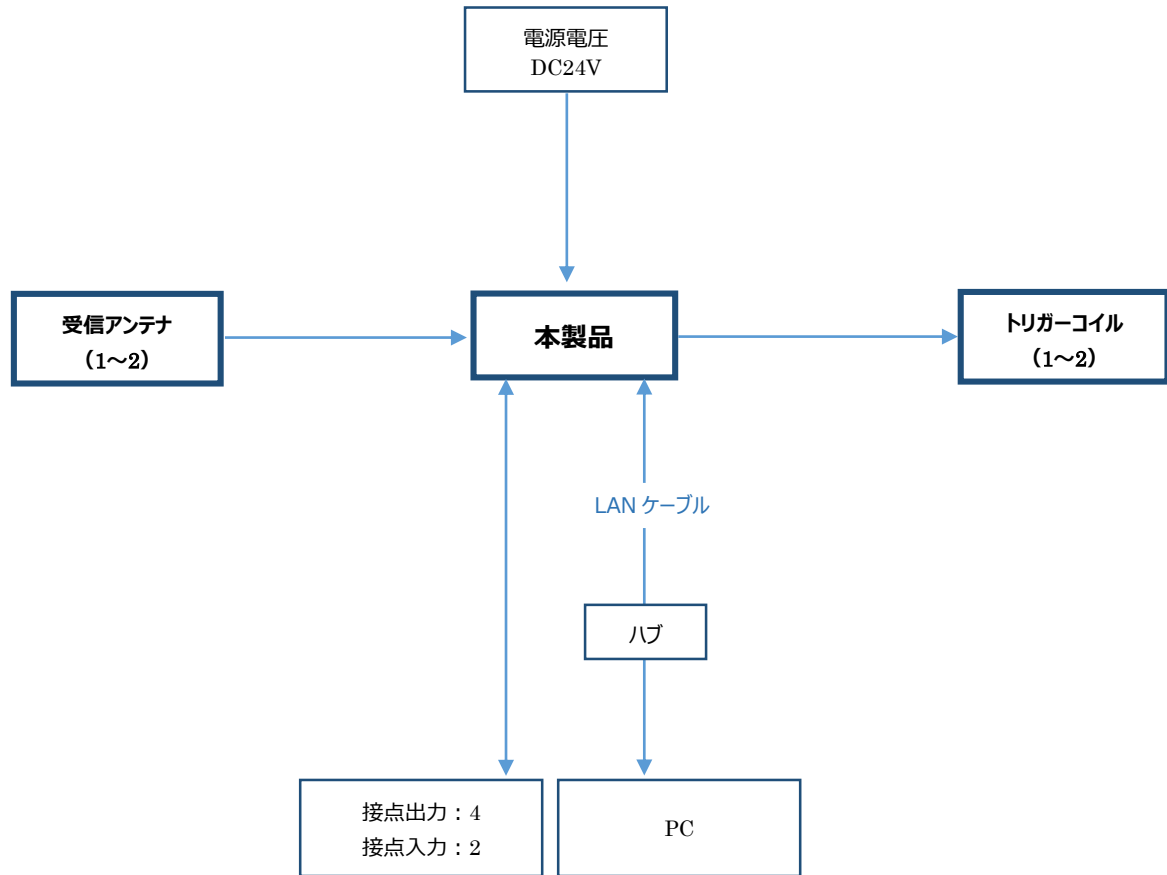 電源電圧
DC24V
受信アンテナ
（1～2）
本製品
トリガーコイル
（1～2）
LAN ケーブル
ハブ
接点出力：4
接点入力：2
PC